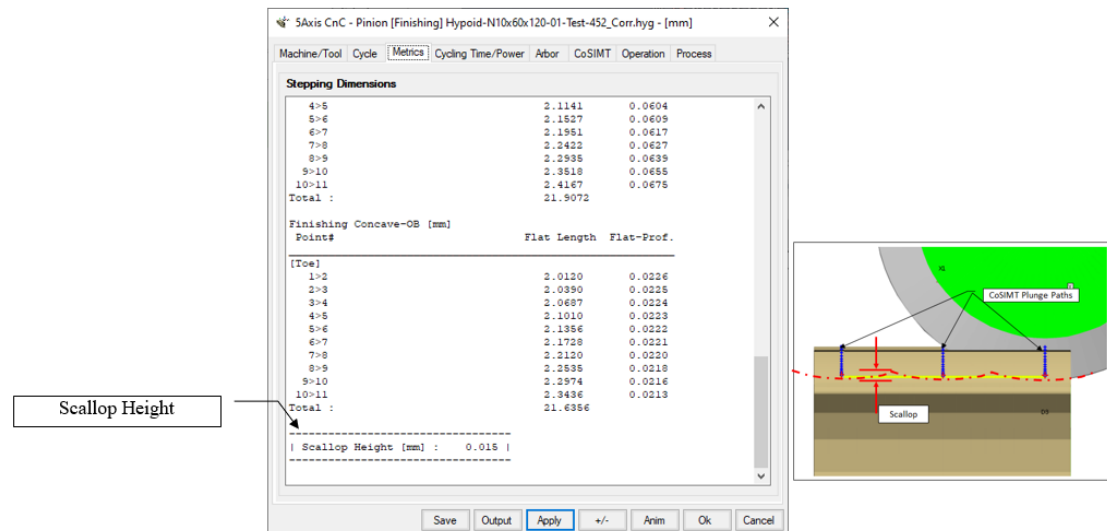 5Axis CnC - Pinion [Finishing] Hypoid-N10x60x120-01-Test-452_Corr.hyg - [mm]
Machine/Tool Cycle Metrics Cycling Time/Power Arbor CoSIMT Operation Process
Stepping Dimensions
4>5 2.1141 0.0604
5>6 2.1527 0.0609
6>7 2.1951 0.0617
7>8 2.2422 0.0627
8>9 2.2935 0.0639
9>10 2.3518 0.0655
10>11 2.4167 0.0675
Total : 21.9072
Finishing Concave-OB [mm]
Point# Flat Length Flat-Prof.
[Toe]
1>2 2.0120 0.0226
2>3 2.0390 0.0225
3>4 2.0687 0.0224
4>5 2.1010 0.0223
5>6 2.1356 0.0222
6>7 2.1728 0.0221
7>8 2.2120 0.0220
8>9 2.2535 0.0218
9>10 2.2974 0.0216
10>11 2.3436 0.0213
Total : 21.6356
| Scallop Height [mm] : 0.015 |
Save Output Apply +/- Anim Ok Cancel
Scallop Height
CoSIMT Plunge Paths
Scallop